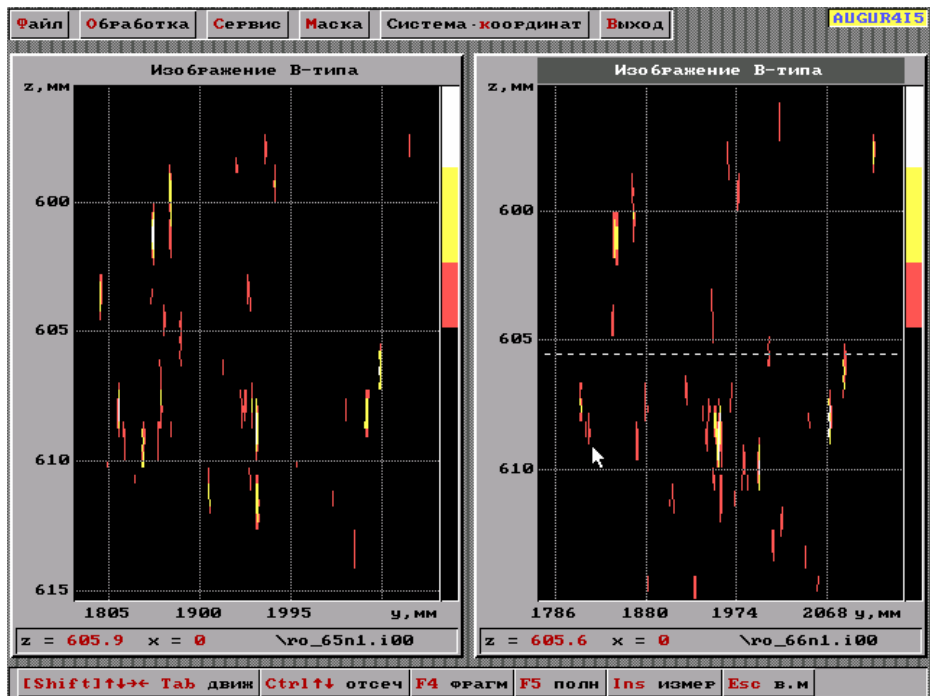 Файл Обработка Сервис Маска Система координат Выход AUGUR4I5
Изображение В-типа
z,мм
600
605
610
615
1805 1900 1995 y,мм
z = 605.9 x = 0 \ro_65n1.i00
Изображение В-типа
z,мм
600
605
610
1786 1880 1974 2068 y,мм
z = 605.6 x = 0 \ro_66n1.i00
[Shift]↑↓→← Tab движ Ctrl↑↓ отсеч F4 фрагм F5 полн Ins измер Esc в.м